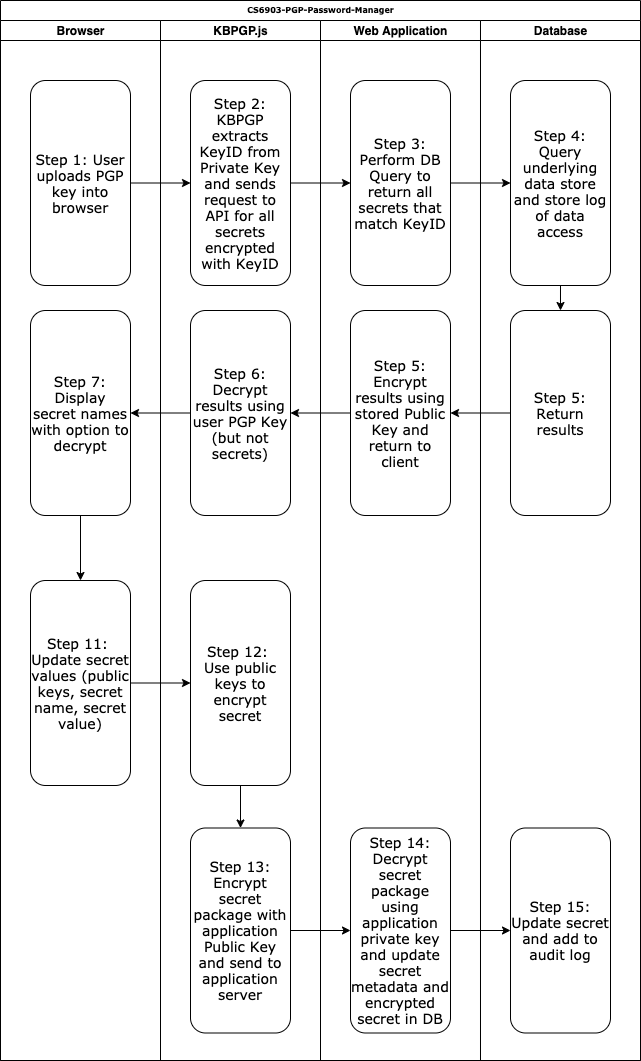 CS6903-PGP-Password-Manager
Browser
KBPGP.js
Web Application
Database
Step 1: User
uploads PGP
key into
browser
Step 2:
KBPGP
extracts
KeyID from
Private Key
and sends
request to
API for all
secrets
encrypted
with KeyID
Step 3:
Perform DB
Query to
return all
secrets that
match KeyID
Step 4:
Query
underlying
data store
and store log
of data
access
Step 7:
Display
secret names
with option to
decrypt
Step 6:
Decrypt
results using
user PGP Key
(but not
secrets)
Step 5:
Encrypt
results using
stored Public
Key and
return to
client
Step 5:
Return
results
Step 11:
Update secret
values (public
keys, secret
name, secret
value)
Step 12:
Use public
keys to
encrypt
secret
Step 13:
Encrypt
secret
package with
application
Public Key
and send to
application
server
Step 14:
Decrypt
secret
package
using
application
private key
and update
secret
metadata and
encrypted
secret in DB
Step 15:
Update secret
and add to
audit log